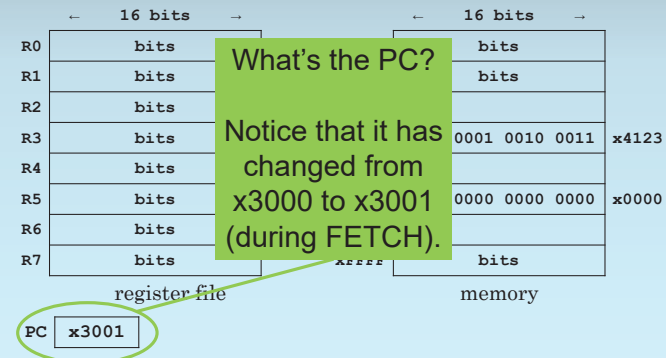 ← 16 bits → ← 16 bits →
R0 bits bits
R1 bits bits
R2 bits
R3 bits 0001 0010 0011 x4123
R4 bits
R5 bits 0000 0000 0000 x0000
R6 bits
R7 bits xFFFF bits
What's the PC?
Notice that it has
changed from
x3000 to x3001
(during FETCH).
register file memory
PC x3001